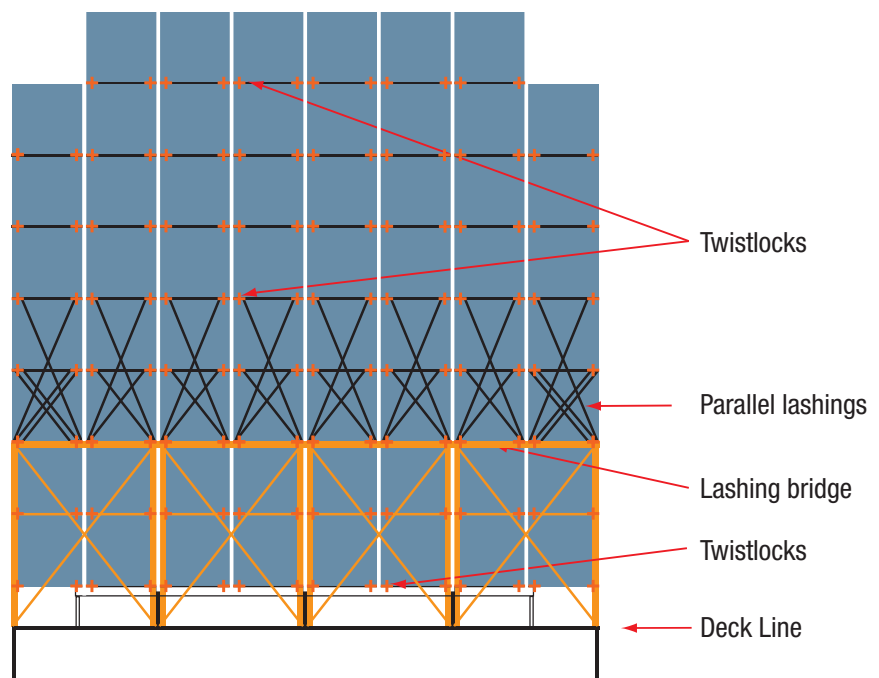 Twistlocks
Parallel lashings
Lashing bridge
Twistlocks
Deck Line